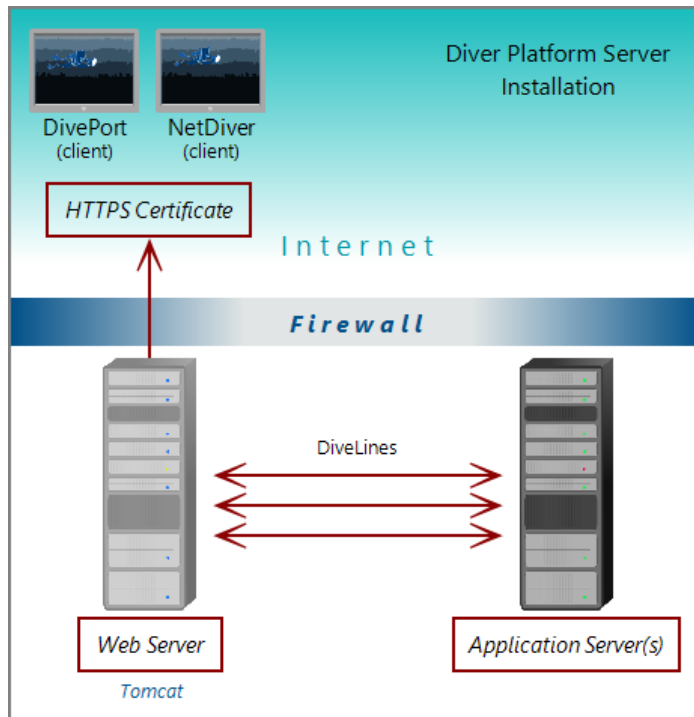 Diver Platform Server
Installation
DivePort
(client)
NetDiver
(client)
HTTPS Certificate
Internet
Firewall
DiveLines
Web Server
Application Server(s)
Tomcat